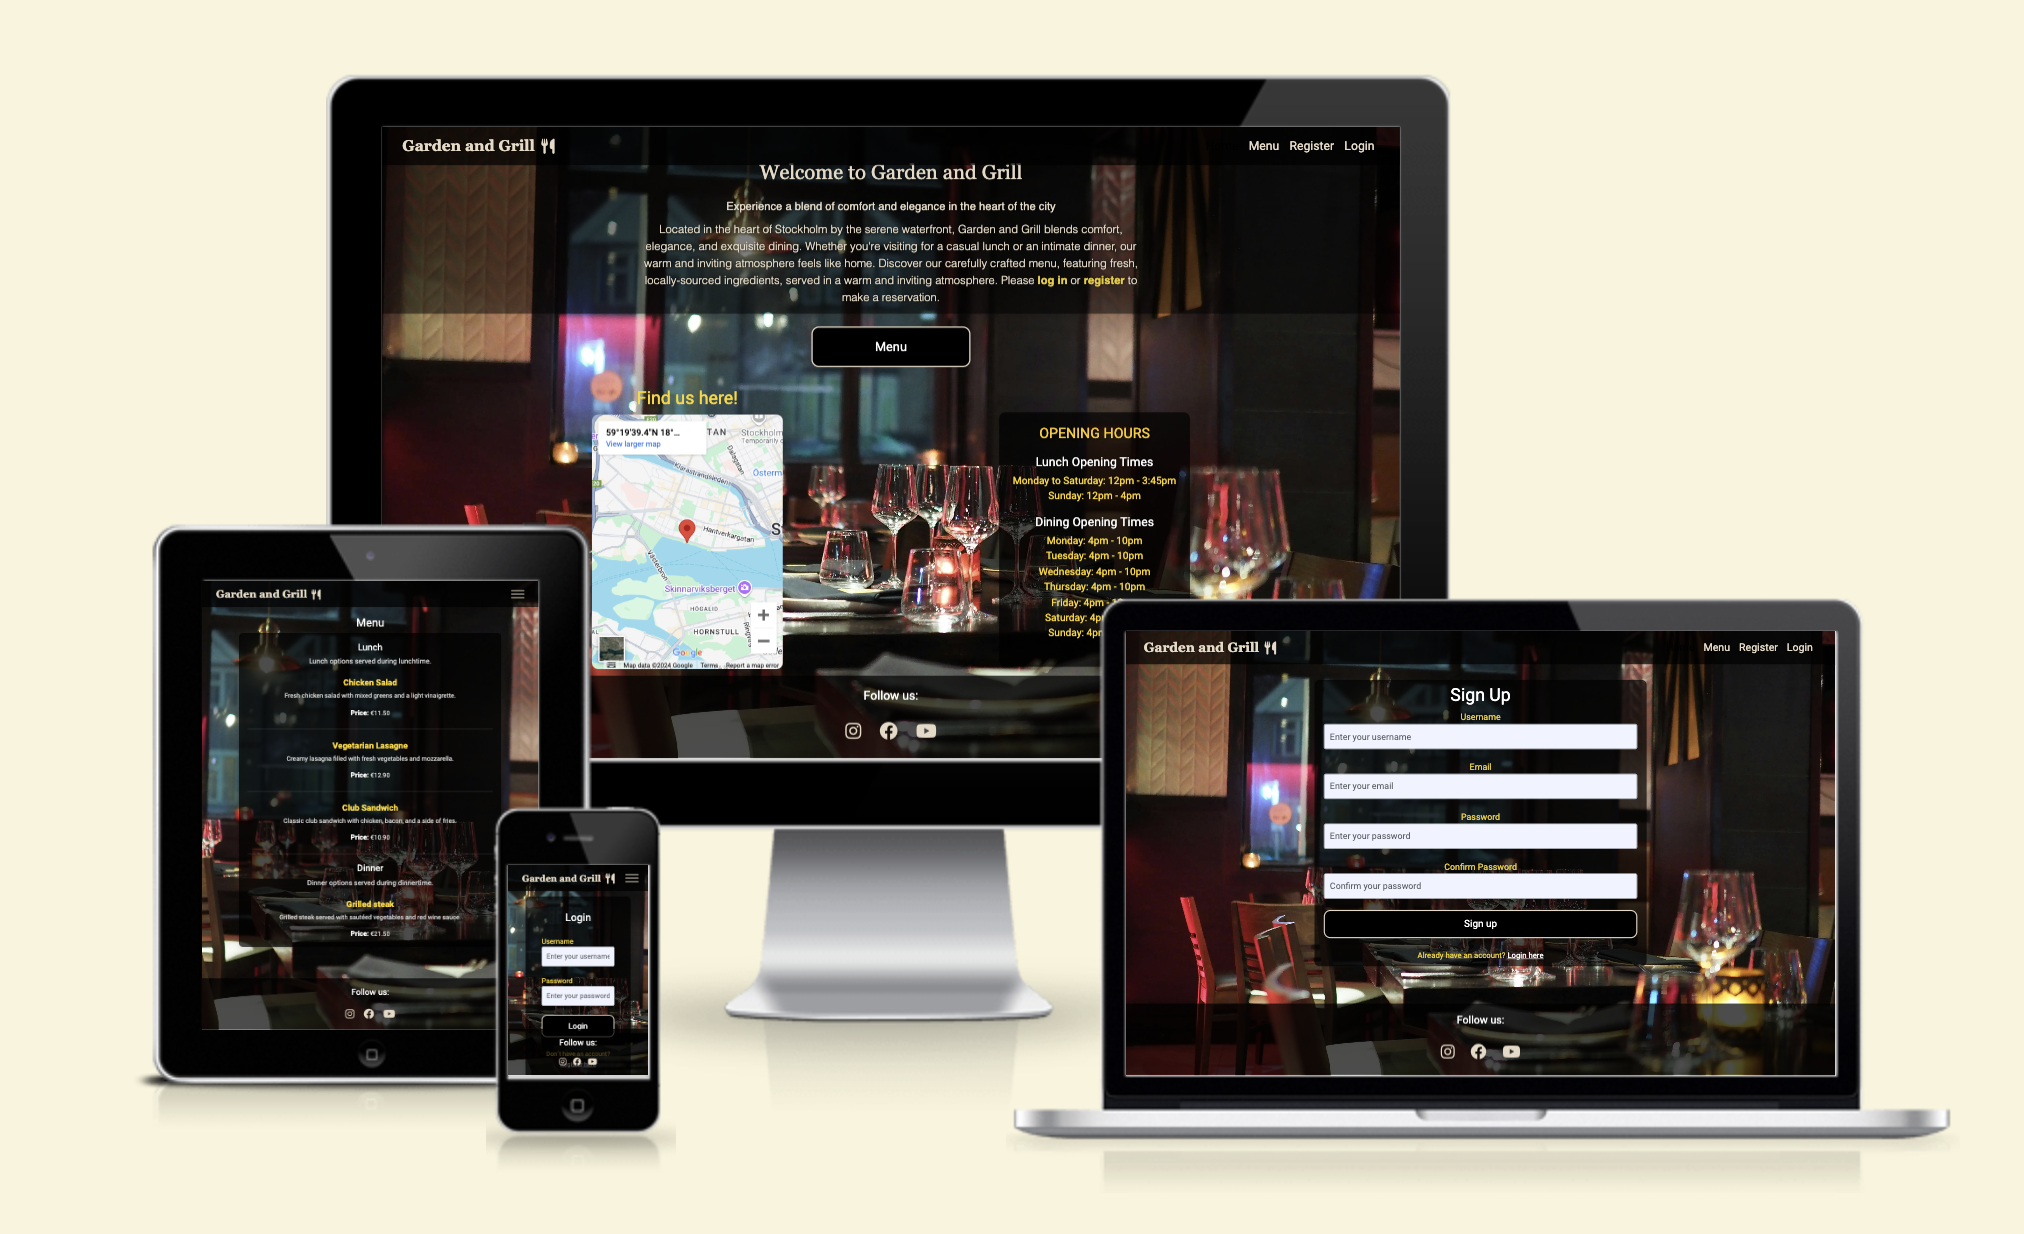 Garden and Grill
Menu Register Login
Welcome to Garden and Grill
Experience a blend of comfort and elegance in the heart of the city
Located in the heart of Stockholm by the serene waterfront, Garden and Grill blends comfort,
elegance, and exquisite dining. Whether you're visiting for a casual lunch or an intimate dinner, our
warm and inviting atmosphere feels like home. Discover our carefully crafted menu, featuring fresh,
locally-sourced ingredients, served in a warm and inviting atmosphere. Please log in or register to
make a reservation.
Menu
Find us here!
59°19'39.4"N 18°...
View larger map
TAN
Stockholm
Temporarily c
Dalagatan
Klarastrandsleden
Österm
Hantverkargatan
S
Västerbron
Skinnarviksberget
HÖGALID
HORNSTULL
Ringv
Google
Map data ©2024 Google Terms Report a map error
OPENING HOURS
Lunch Opening Times
Monday to Saturday: 12pm - 3:45pm
Sunday: 12pm - 4pm
Dining Opening Times
Monday: 4pm - 10pm
Tuesday: 4pm - 10pm
Wednesday: 4pm - 10pm
Thursday: 4pm - 10pm
Friday: 4pm - 1
Saturday: 4p
Sunday: 4p
Follow us:
Garden and Grill
Menu
Lunch
Lunch options served during lunchtime.
Chicken Salad
Fresh chicken salad with mixed greens and a light vinaigrette.
Price: €11.50
Vegetarian Lasagne
Creamy lasagna filled with fresh vegetables and mozzarella.
Price: €12.90
Club Sandwich
Classic club sandwich with chicken, bacon, and a side of fries.
Price: €10.90
Dinner
Dinner options served during dinnertime.
Grilled steak
Grilled steak served with sautéed vegetables and red wine sauce
Price: €21.50
Follow us:
Garden and Grill
Login
Username
Enter your username
Password
Enter your password
Login
Follow us:
Don't have an account?
Garden and Grill
Menu Register Login
Sign Up
Username
Enter your username
Email
Enter your email
Password
Enter your password
Confirm Password
Confirm your password
Sign up
Already have an account? Login here
Follow us: